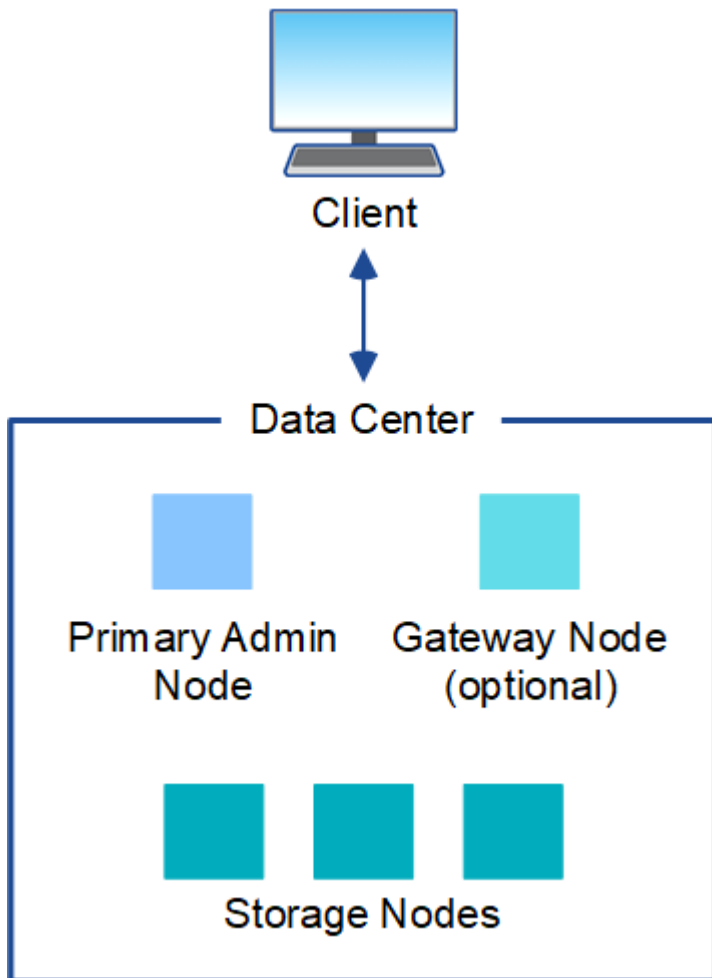 Client
Data Center
Primary Admin
Node
Gateway Node
(optional)
Storage Nodes